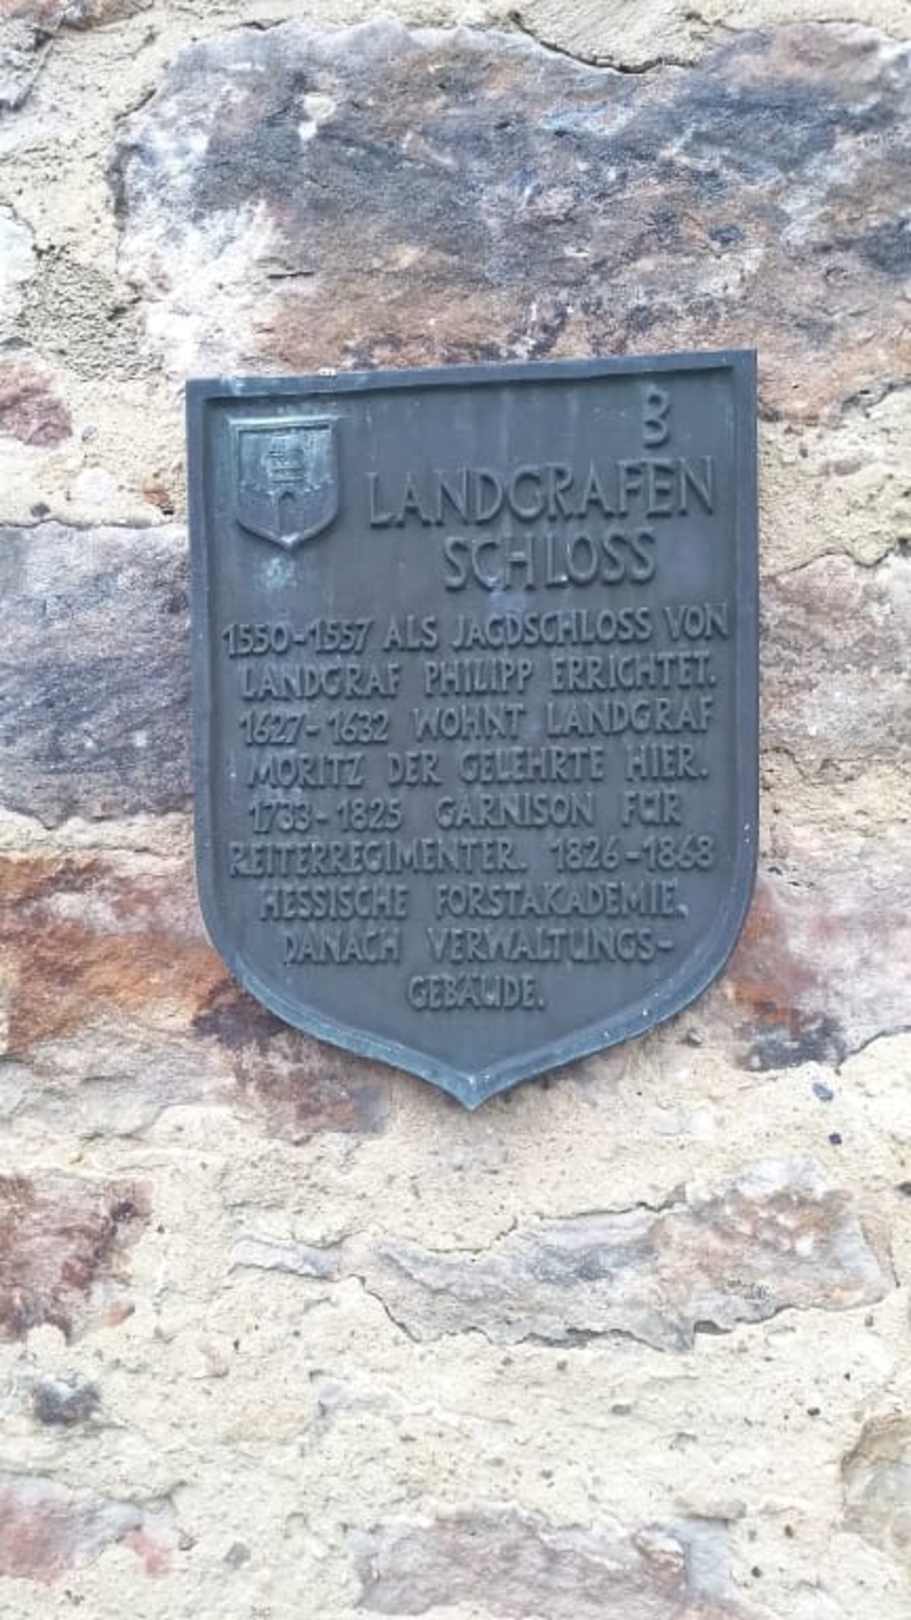 3
LANDGRAFEN
SCHLOSS
1550-1557 ALS JAGDSCHLOSS VON
LANDGRAF PHILIPP ERRICHTET.
1627-1632 WOHNT LANDGRAF
MORITZ DER GELEHRTE HIER.
1733-1825 GARNISON FÜR
REITERREGIMENTER. 1826-1868
HESSISCHE FORSTAKADEMIE,
DANACH VERWALTUNGS-
GEBÄUDE.